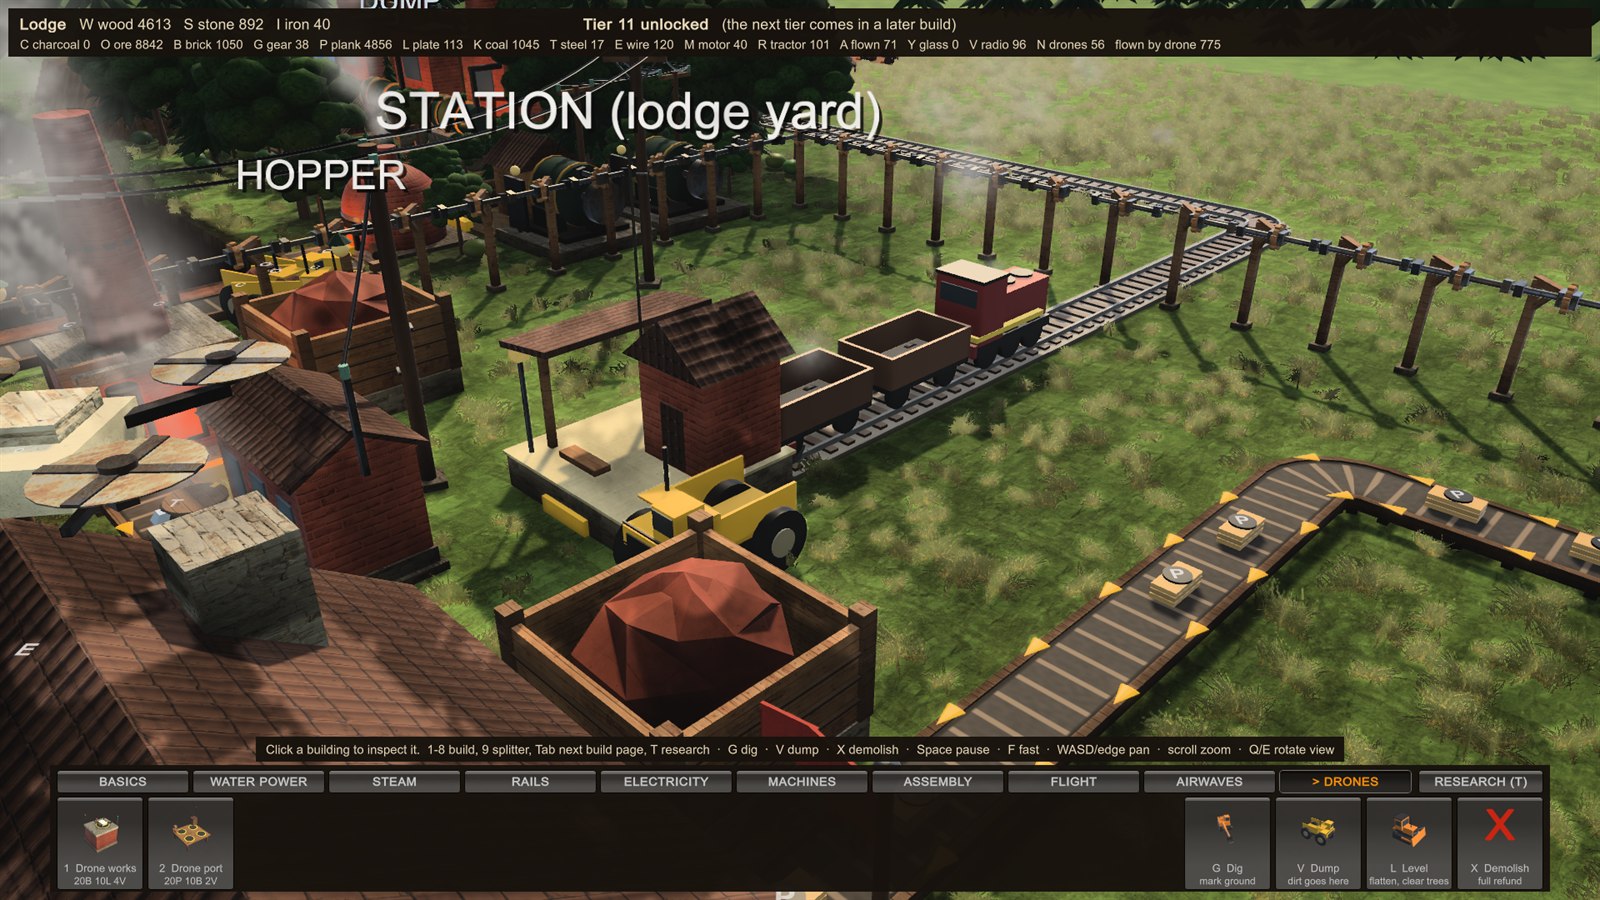 DUMP
Lodge W wood 4613 S stone 892 I iron 40 Tier 11 unlocked (the next tier comes in a later build)
C charcoal 0 O ore 8842 B brick 1050 G gear 38 P plank 4856 L plate 113 K coal 1045 T steel 17 E wire 120 M motor 40 R tractor 101 A flown 71 Y glass 0 V radio 96 N drones 56 flown by drone 775
STATION (lodge yard)
HOPPER
P
P
P
T
E
Click a building to inspect it. 1-8 build, 9 splitter, Tab next build page, T research · G dig · V dump · X demolish · Space pause · F fast · WASD/edge pan · scroll zoom · Q/E rotate view
BASICS WATER POWER STEAM RAILS ELECTRICITY MACHINES ASSEMBLY FLIGHT AIRWAVES > DRONES RESEARCH (T)
1 Drone works
20B 10L 4V
2 Drone port
20P 10B 2V
G Dig
mark ground
V Dump
dirt goes here
L Level
flatten, clear trees
X Demolish
full refund